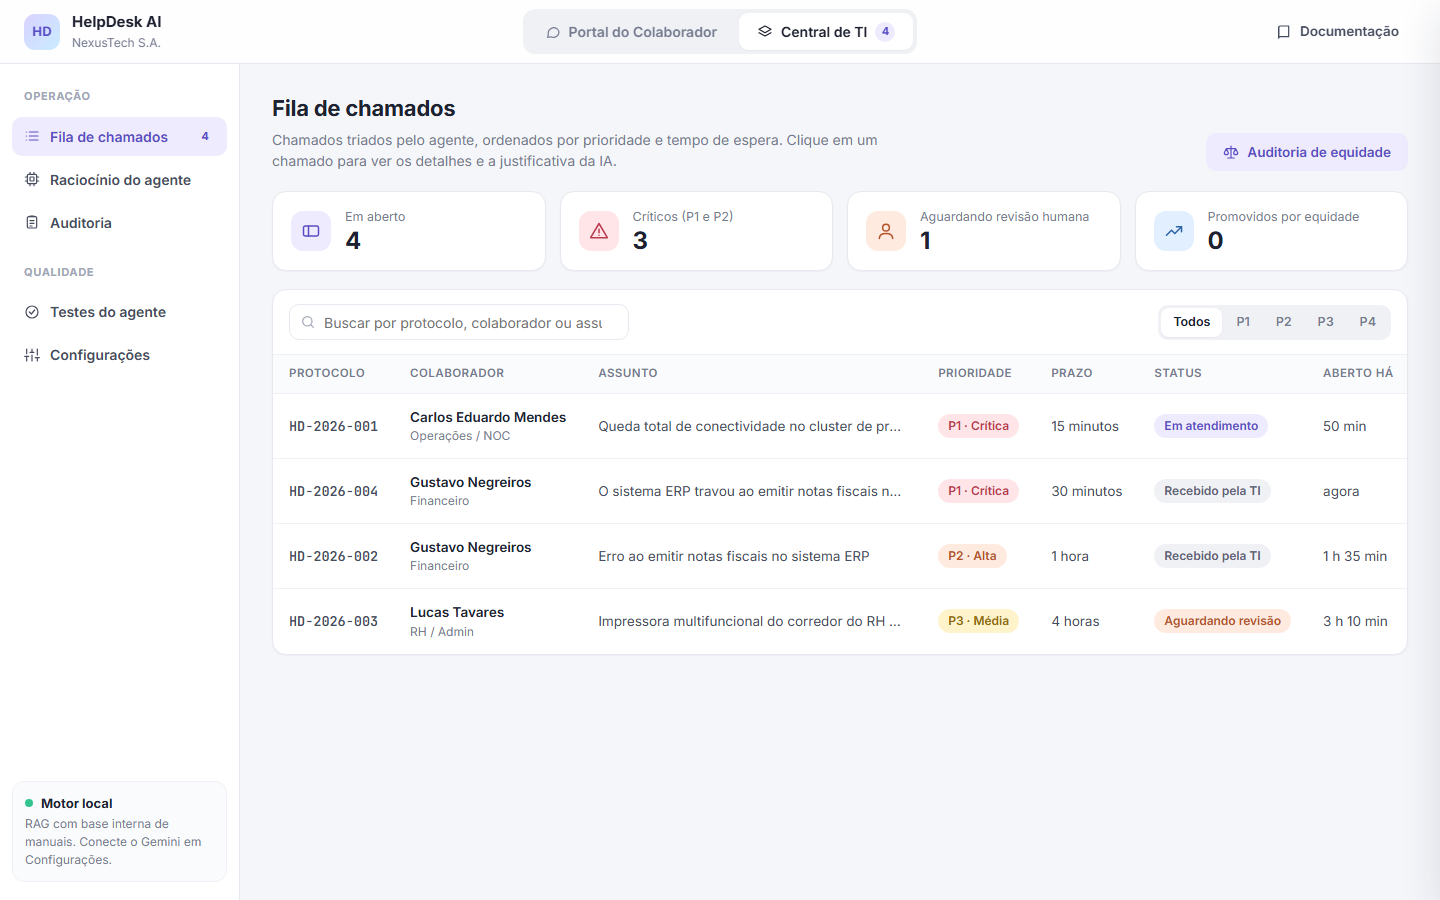 HD
HelpDesk AI
NexusTech S.A.
Portal do Colaborador
Central de TI 4
Documentação
OPERAÇÃO
Fila de chamados 4
Raciocínio do agente
Auditoria
QUALIDADE
Testes do agente
Configurações
Motor local
RAG com base interna de
manuais. Conecte o Gemini em
Configurações.
Fila de chamados
Chamados triados pelo agente, ordenados por prioridade e tempo de espera. Clique em um
chamado para ver os detalhes e a justificativa da IA.
Auditoria de equidade
Em aberto
4
Críticos (P1 e P2)
3
Aguardando revisão humana
1
Promovidos por equidade
0
Buscar por protocolo, colaborador ou assu
Todos P1 P2 P3 P4
PROTOCOLO COLABORADOR ASSUNTO PRIORIDADE PRAZO STATUS ABERTO HÁ
HD-2026-001 Carlos Eduardo Mendes Queda total de conectividade no cluster de pr... P1 · Crítica 15 minutos Em atendimento 50 min
Operações / NOC
HD-2026-004 Gustavo Negreiros O sistema ERP travou ao emitir notas fiscais n... P1 · Crítica 30 minutos Recebido pela TI agora
Financeiro
HD-2026-002 Gustavo Negreiros Erro ao emitir notas fiscais no sistema ERP P2 · Alta 1 hora Recebido pela TI 1 h 35 min
Financeiro
HD-2026-003 Lucas Tavares Impressora multifuncional do corredor do RH ... P3 · Média 4 horas Aguardando revisão 3 h 10 min
RH / Admin